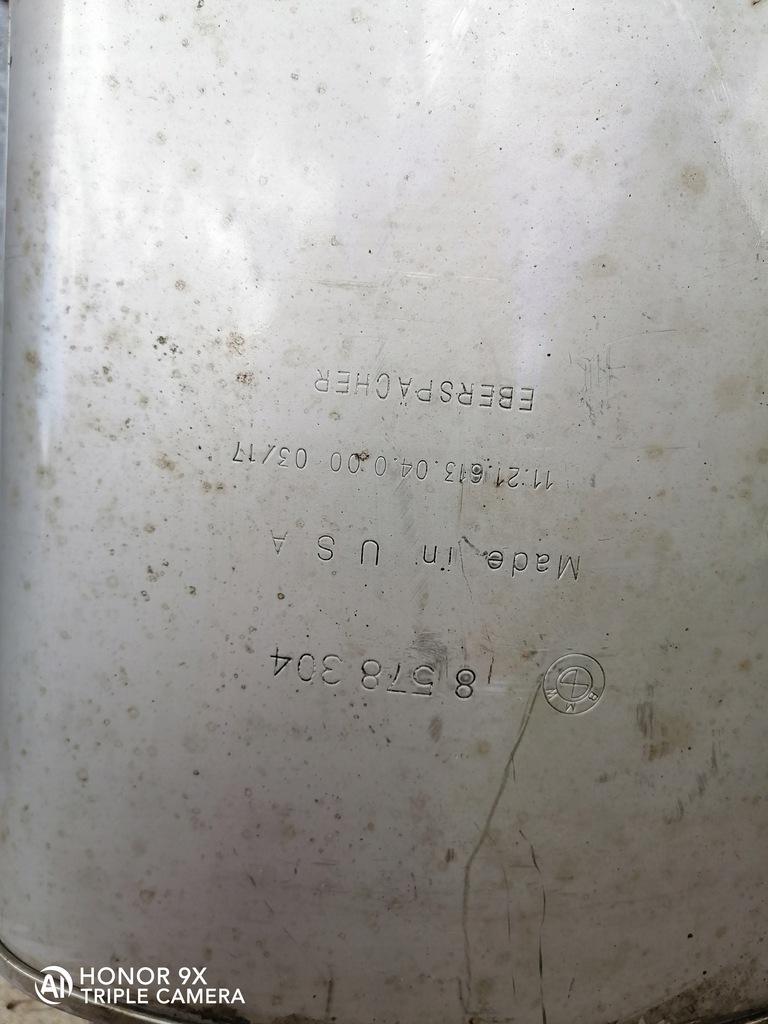 BMW 8 578 304
Made in U S A
11.21.613.04.0.00 03/17
EBERSPÄCHER
HONOR 9X
TRIPLE CAMERA